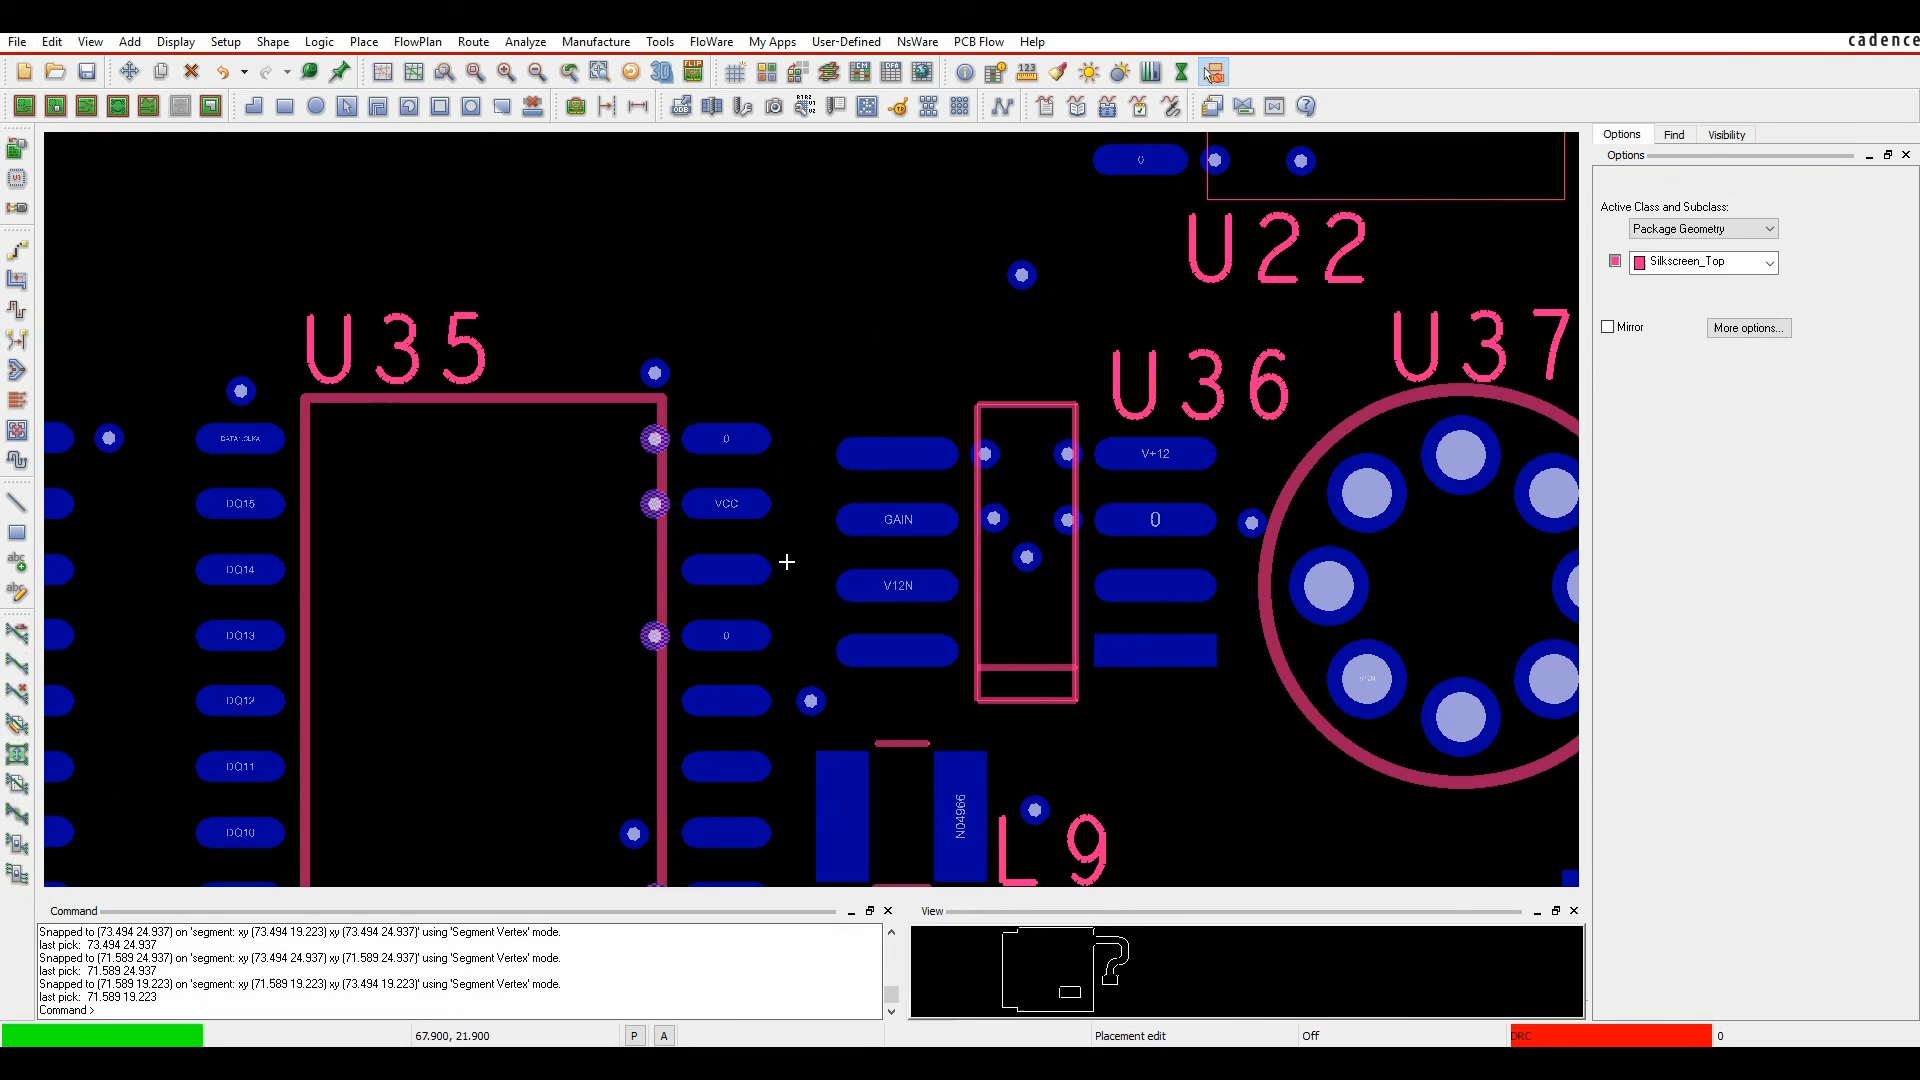 File Edit View Add Display Setup Shape Logic Place FlowPlan Route Analyze Manufacture Tools FloWare My Apps User-Defined NsWare PCB Flow Help
cadence
Options Find Visibility
Options
Active Class and Subclass:
Package Geometry
Silkscreen_Top
Mirror More options...
0
U22
U35
U36
U37
0
V+12
DQ15
VCC
GAIN
0
DQ14
V12N
DQ13
0
DQ12
DQ11
DQ10
N04966
L9
Command
Snapped to (73.494 24.937) on 'segment: xy (73.494 19.223) xy (73.494 24.937)' using 'Segment Vertex' mode.
last pick: 73.494 24.937
Snapped to (71.589 24.937) on 'segment: xy (73.494 24.937) xy (71.589 24.937)' using 'Segment Vertex' mode.
last pick: 71.589 24.937
Snapped to (71.589 19.223) on 'segment: xy (71.589 19.223) xy (73.494 19.223)' using 'Segment Vertex' mode.
last pick: 71.589 19.223
Command >
View
67.900, 21.900
P
A
Placement edit
Off
DRC
0